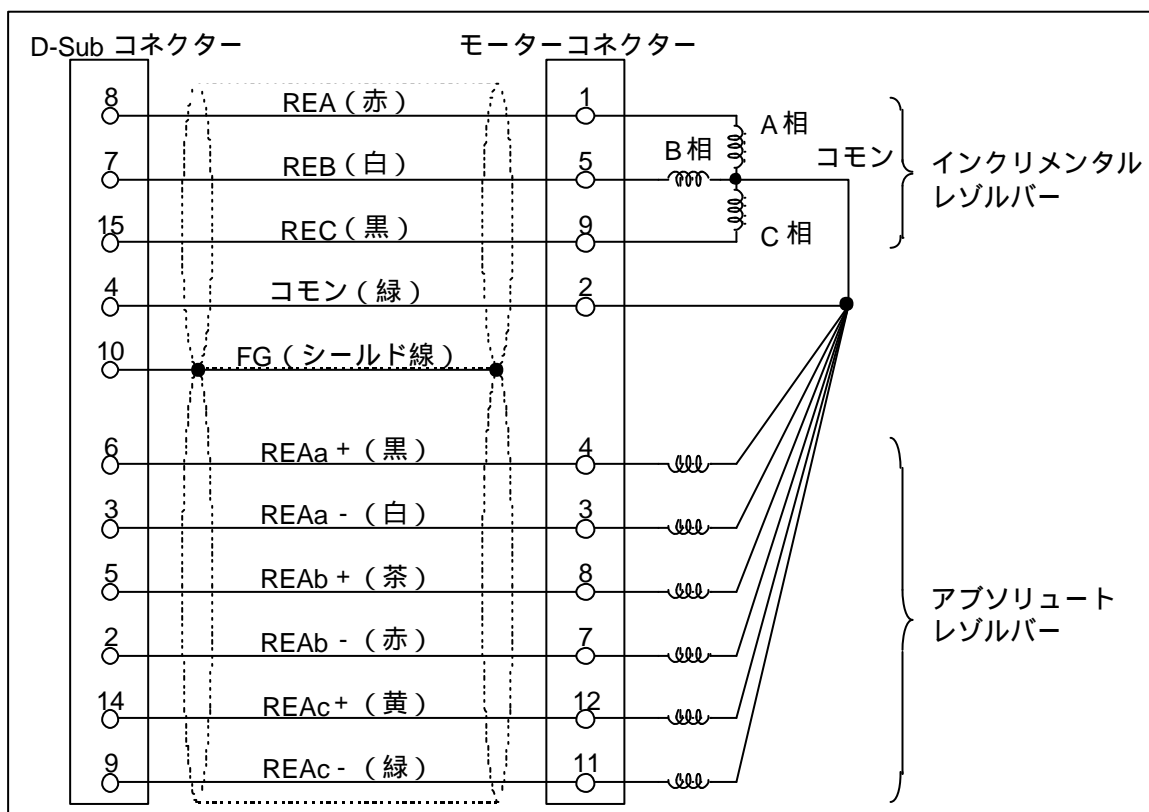 D-Sub コネクター
モーターコネクター
8
REA(赤)
1
A相
7
REB(白)
5
B相
コモン
インクリメンタル
レゾルバー
15
REC(黒)
9
C相
4
コモン(緑)
2
10
FG(シールド線)
6
REAa +(黒)
4
3
REAa -(白)
3
5
REAb +(茶)
8
アブソリュート
レゾルバー
2
REAb -(赤)
7
14
REAc+(黄)
12
9
REAc -(緑)
11